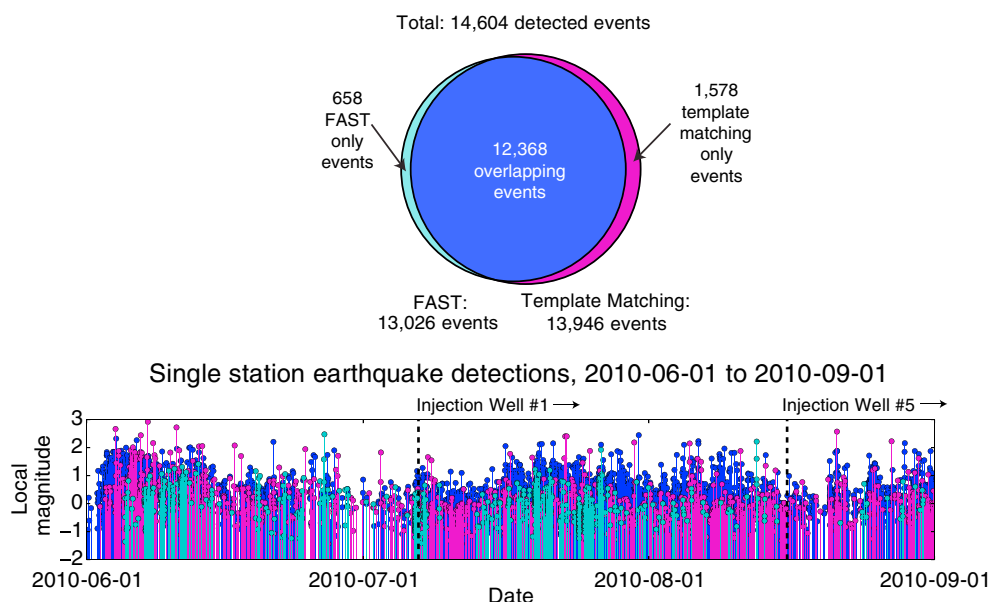 Total: 14,604 detected events
658
FAST
only
events
1,578
template
matching
only
events
12,368
overlapping
events
FAST:
13,026 events
Template Matching:
13,946 events
Single station earthquake detections, 2010-06-01 to 2010-09-01
Injection Well #1
Injection Well #5
Local
magnitude
3
2
1
0
−1
−2
2010-06-01
2010-07-01
2010-08-01
2010-09-01
Date